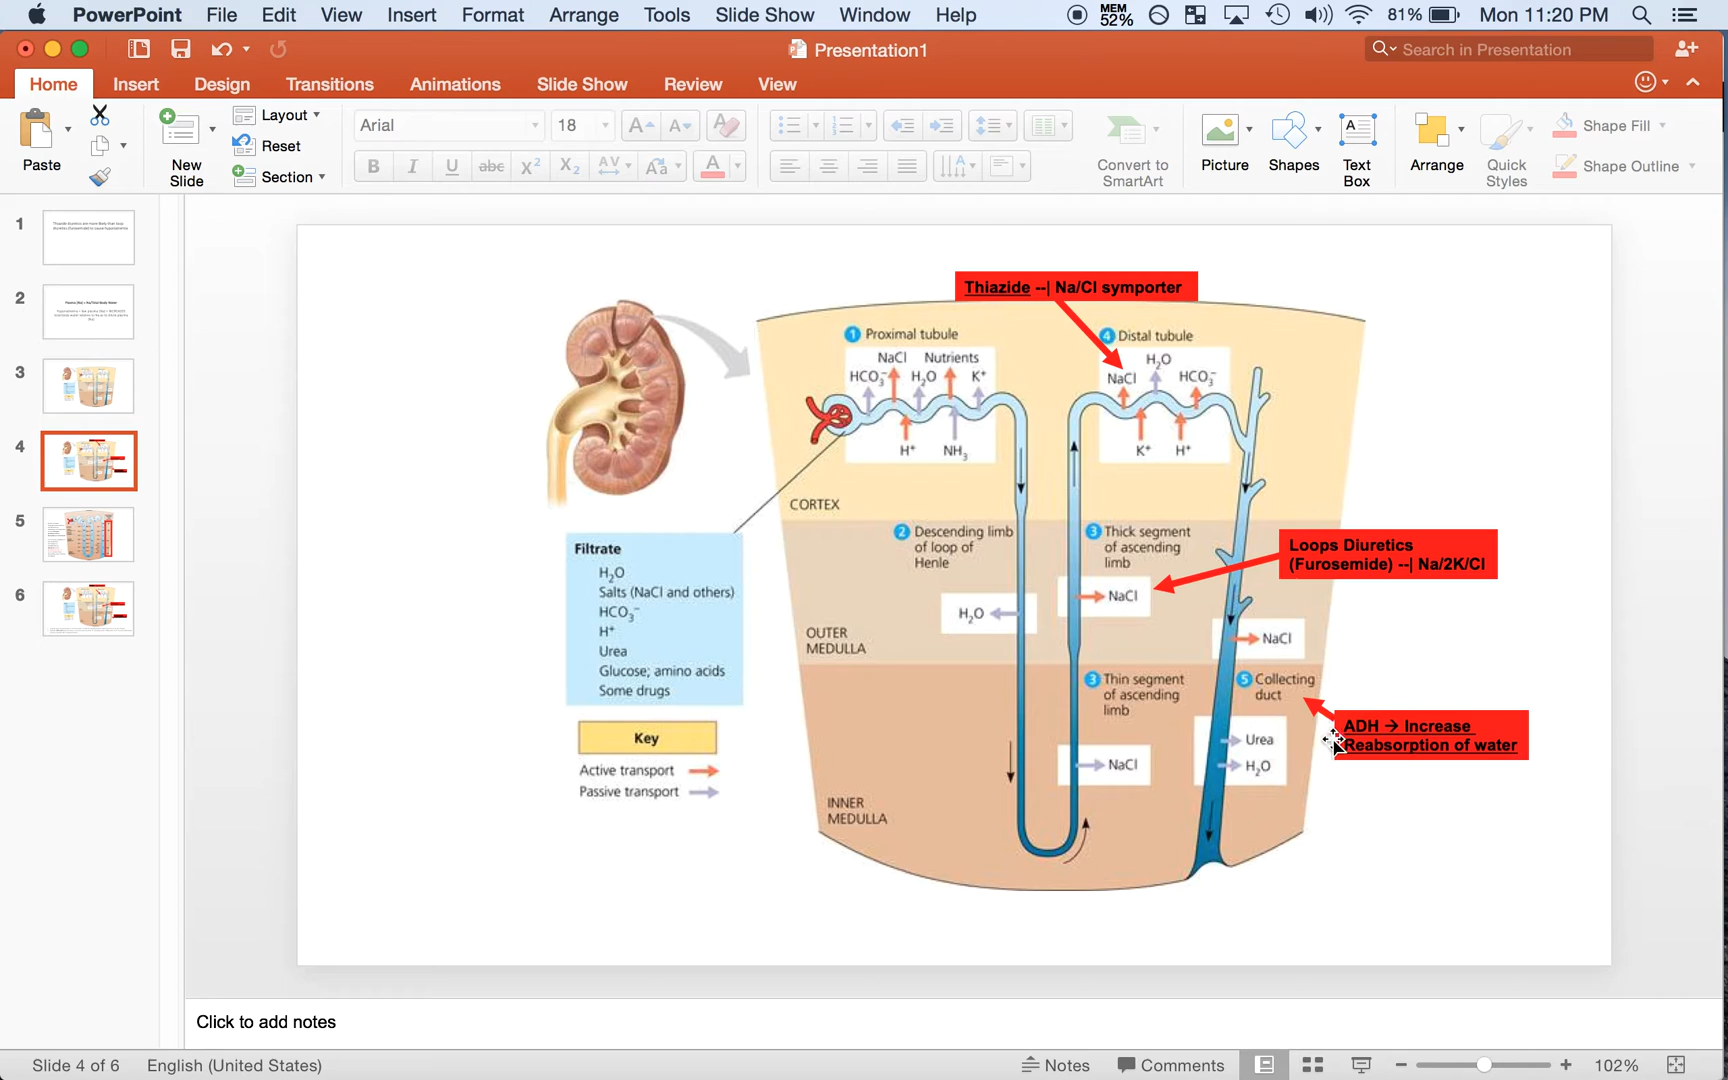 PowerPoint File Edit View Insert Format Arrange Tools Slide Show Window Help MEM 52% 81% Mon 11:20 PM
Presentation1
Search in Presentation
Home Insert Design Transitions Animations Slide Show Review View
Paste
New Slide
Layout
Reset
Section
Arial 18
B I U abc X² X₂ AV Aa A
Convert to SmartArt
Picture Shapes Text Box Arrange Quick Styles
Shape Fill
Shape Outline
1
2
3
4
5
6
Thiazide --| Na/Cl symporter
1 Proximal tubule
NaCl Nutrients
HCO₃⁻ H₂O K⁺
H⁺ NH₃
4 Distal tubule
H₂O
NaCl HCO₃⁻
K⁺ H⁺
CORTEX
2 Descending limb
of loop of
Henle
3 Thick segment
of ascending
limb
Loops Diuretics
(Furosemide) --| Na/2K/Cl
NaCl
H₂O
OUTER
MEDULLA
NaCl
3 Thin segment
of ascending
limb
5 Collecting
duct
ADH → Increase
Reabsorption of water
Urea
H₂O
NaCl
INNER
MEDULLA
Filtrate
H₂O
Salts (NaCl and others)
HCO₃⁻
H⁺
Urea
Glucose; amino acids
Some drugs
Key
Active transport
Passive transport
Click to add notes
Slide 4 of 6 English (United States) Notes Comments 102%